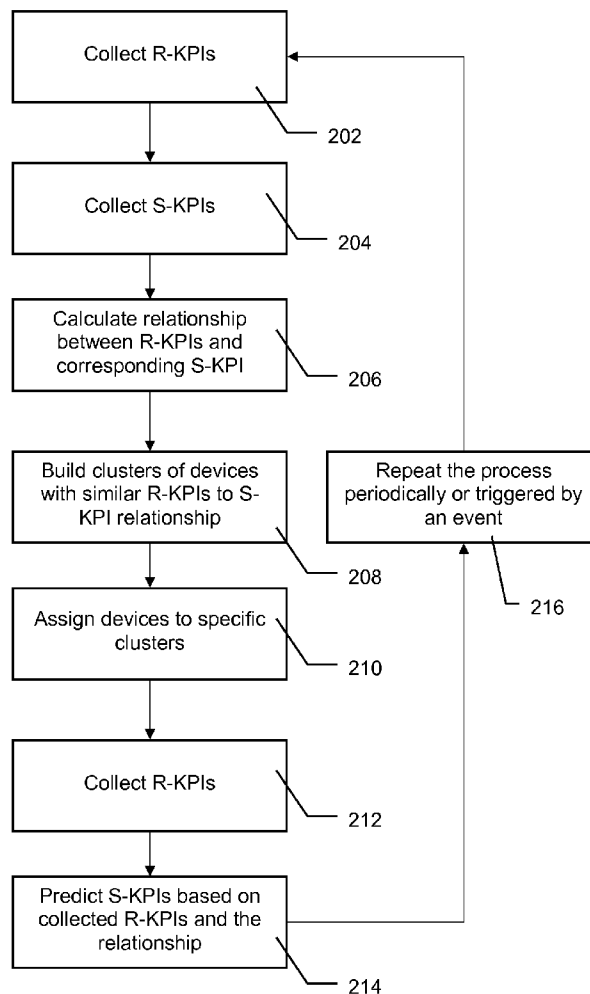 Collect R-KPIs
202
Collect S-KPIs
204
Calculate relationship
between R-KPIs and
corresponding S-KPI
206
Build clusters of devices
with similar R-KPIs to S-
KPI relationship
208
Repeat the process
periodically or triggered by
an event
216
Assign devices to specific
clusters
210
Collect R-KPIs
212
Predict S-KPIs based on
collected R-KPIs and the
relationship
214